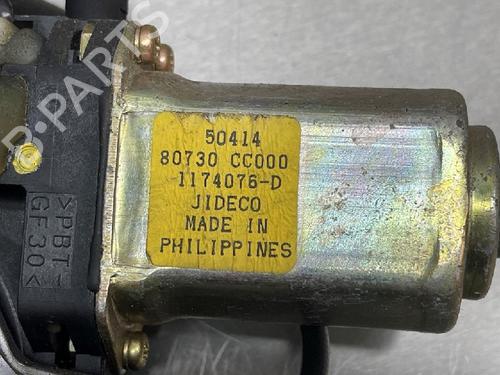 50414
80730 CC000
1174076-D
JIDECO
MADE IN
PHILIPPINES
>PBT
GF30<
B-PARTS